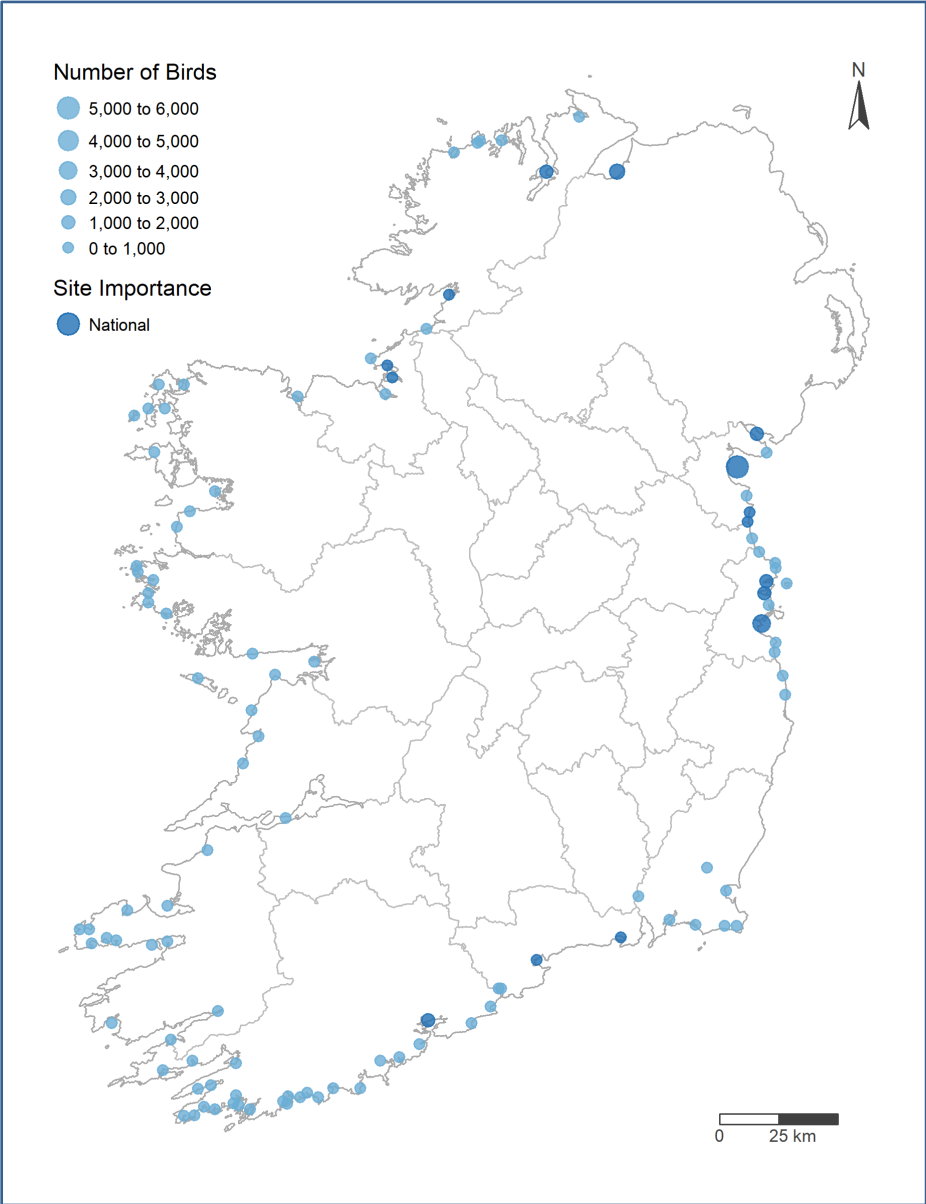 Number of Birds
5,000 to 6,000
4,000 to 5,000
3,000 to 4,000
2,000 to 3,000
1,000 to 2,000
0 to 1,000
Site Importance
National
N
0 25 km